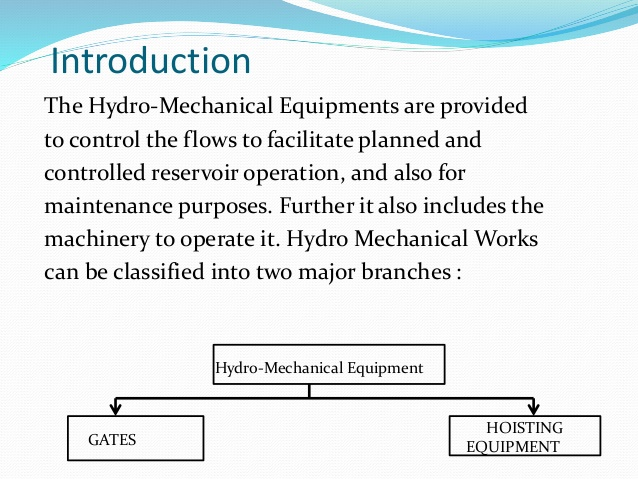 Introduction
The Hydro-Mechanical Equipments are provided
to control the flows to facilitate planned and
controlled reservoir operation, and also for
maintenance purposes. Further it also includes the
machinery to operate it. Hydro Mechanical Works
can be classified into two major branches :
Hydro-Mechanical Equipment
GATES
HOISTING
EQUIPMENT